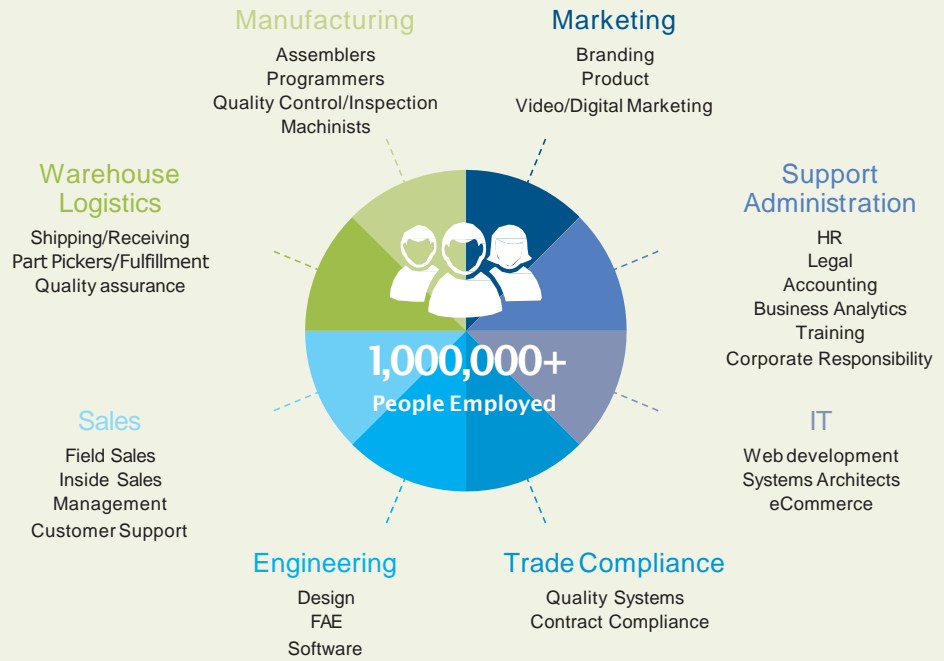 Manufacturing
Assemblers
Programmers
Quality Control/Inspection
Machinists
Marketing
Branding
Product
Video/Digital Marketing
Warehouse
Logistics
Shipping/Receiving
Part Pickers/Fulfillment
Quality assurance
Support
Administration
HR
Legal
Accounting
Business Analytics
Training
Corporate Responsibility
1,000,000+
People Employed
Sales
Field Sales
Inside Sales
Management
Customer Support
IT
Web development
Systems Architects
eCommerce
Engineering
Design
FAE
Software
Trade Compliance
Quality Systems
Contract Compliance